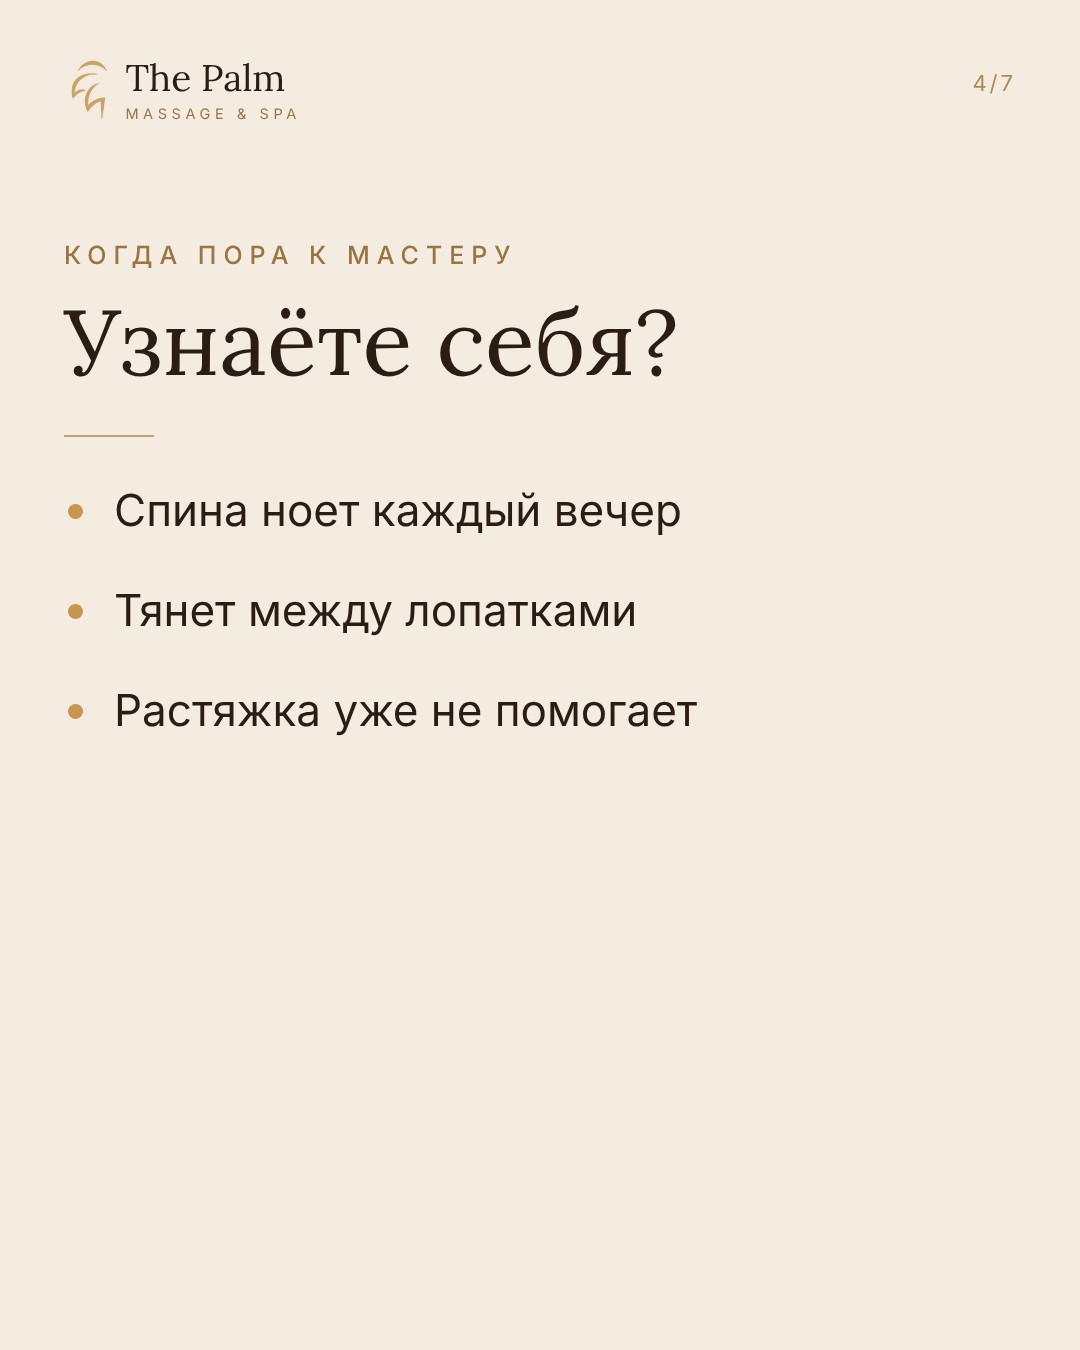 The Palm
MASSAGE & SPA
4/7
КОГДА ПОРА К МАСТЕРУ
Узнаёте себя?
• Спина ноет каждый вечер
• Тянет между лопатками
• Растяжка уже не помогает